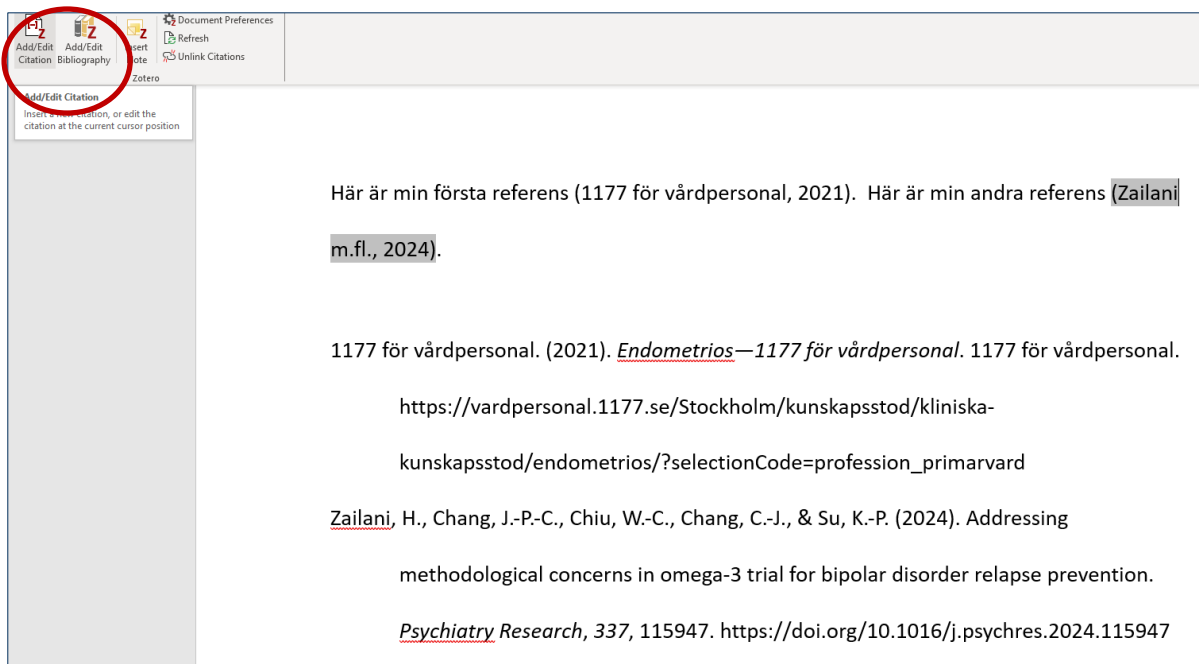 Add/Edit Citation
Add/Edit Bibliography
Document Preferences
Refresh
Unlink Citations
Zotero
Add/Edit Citation
Insert a new citation, or edit the
citation at the current cursor position
Här är min första referens (1177 för vårdpersonal, 2021).  Här är min andra referens (Zailani
m.fl., 2024).
1177 för vårdpersonal. (2021). Endometrios—1177 för vårdpersonal. 1177 för vårdpersonal.
https://vardpersonal.1177.se/Stockholm/kunskapsstod/kliniska-
kunskapsstod/endometrios/?selectionCode=profession_primarvard
Zailani, H., Chang, J.-P.-C., Chiu, W.-C., Chang, C.-J., & Su, K.-P. (2024). Addressing
methodological concerns in omega-3 trial for bipolar disorder relapse prevention.
Psychiatry Research, 337, 115947. https://doi.org/10.1016/j.psychres.2024.115947